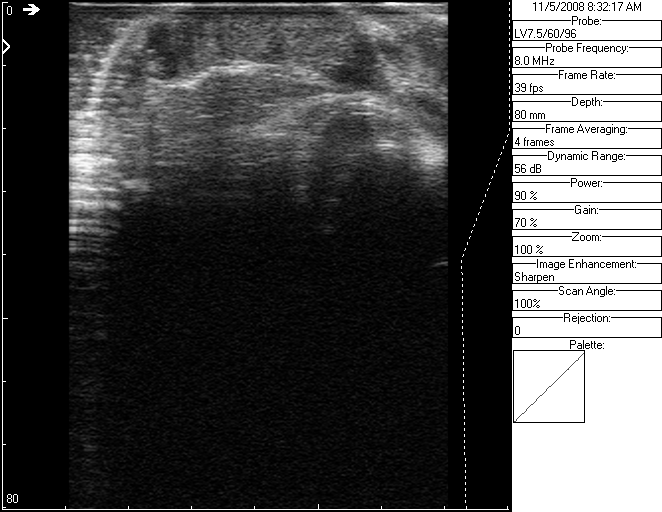 0
80
11/5/2008 8:32:17 AM
Probe:
LV7.5/60/96
Probe Frequency:
8.0 MHz
Frame Rate:
39 fps
Depth:
80 mm
Frame Averaging:
4 frames
Dynamic Range:
56 dB
Power:
90 %
Gain:
70 %
Zoom:
100 %
Image Enhancement:
Sharpen
Scan Angle:
100%
Rejection:
0
Palette: